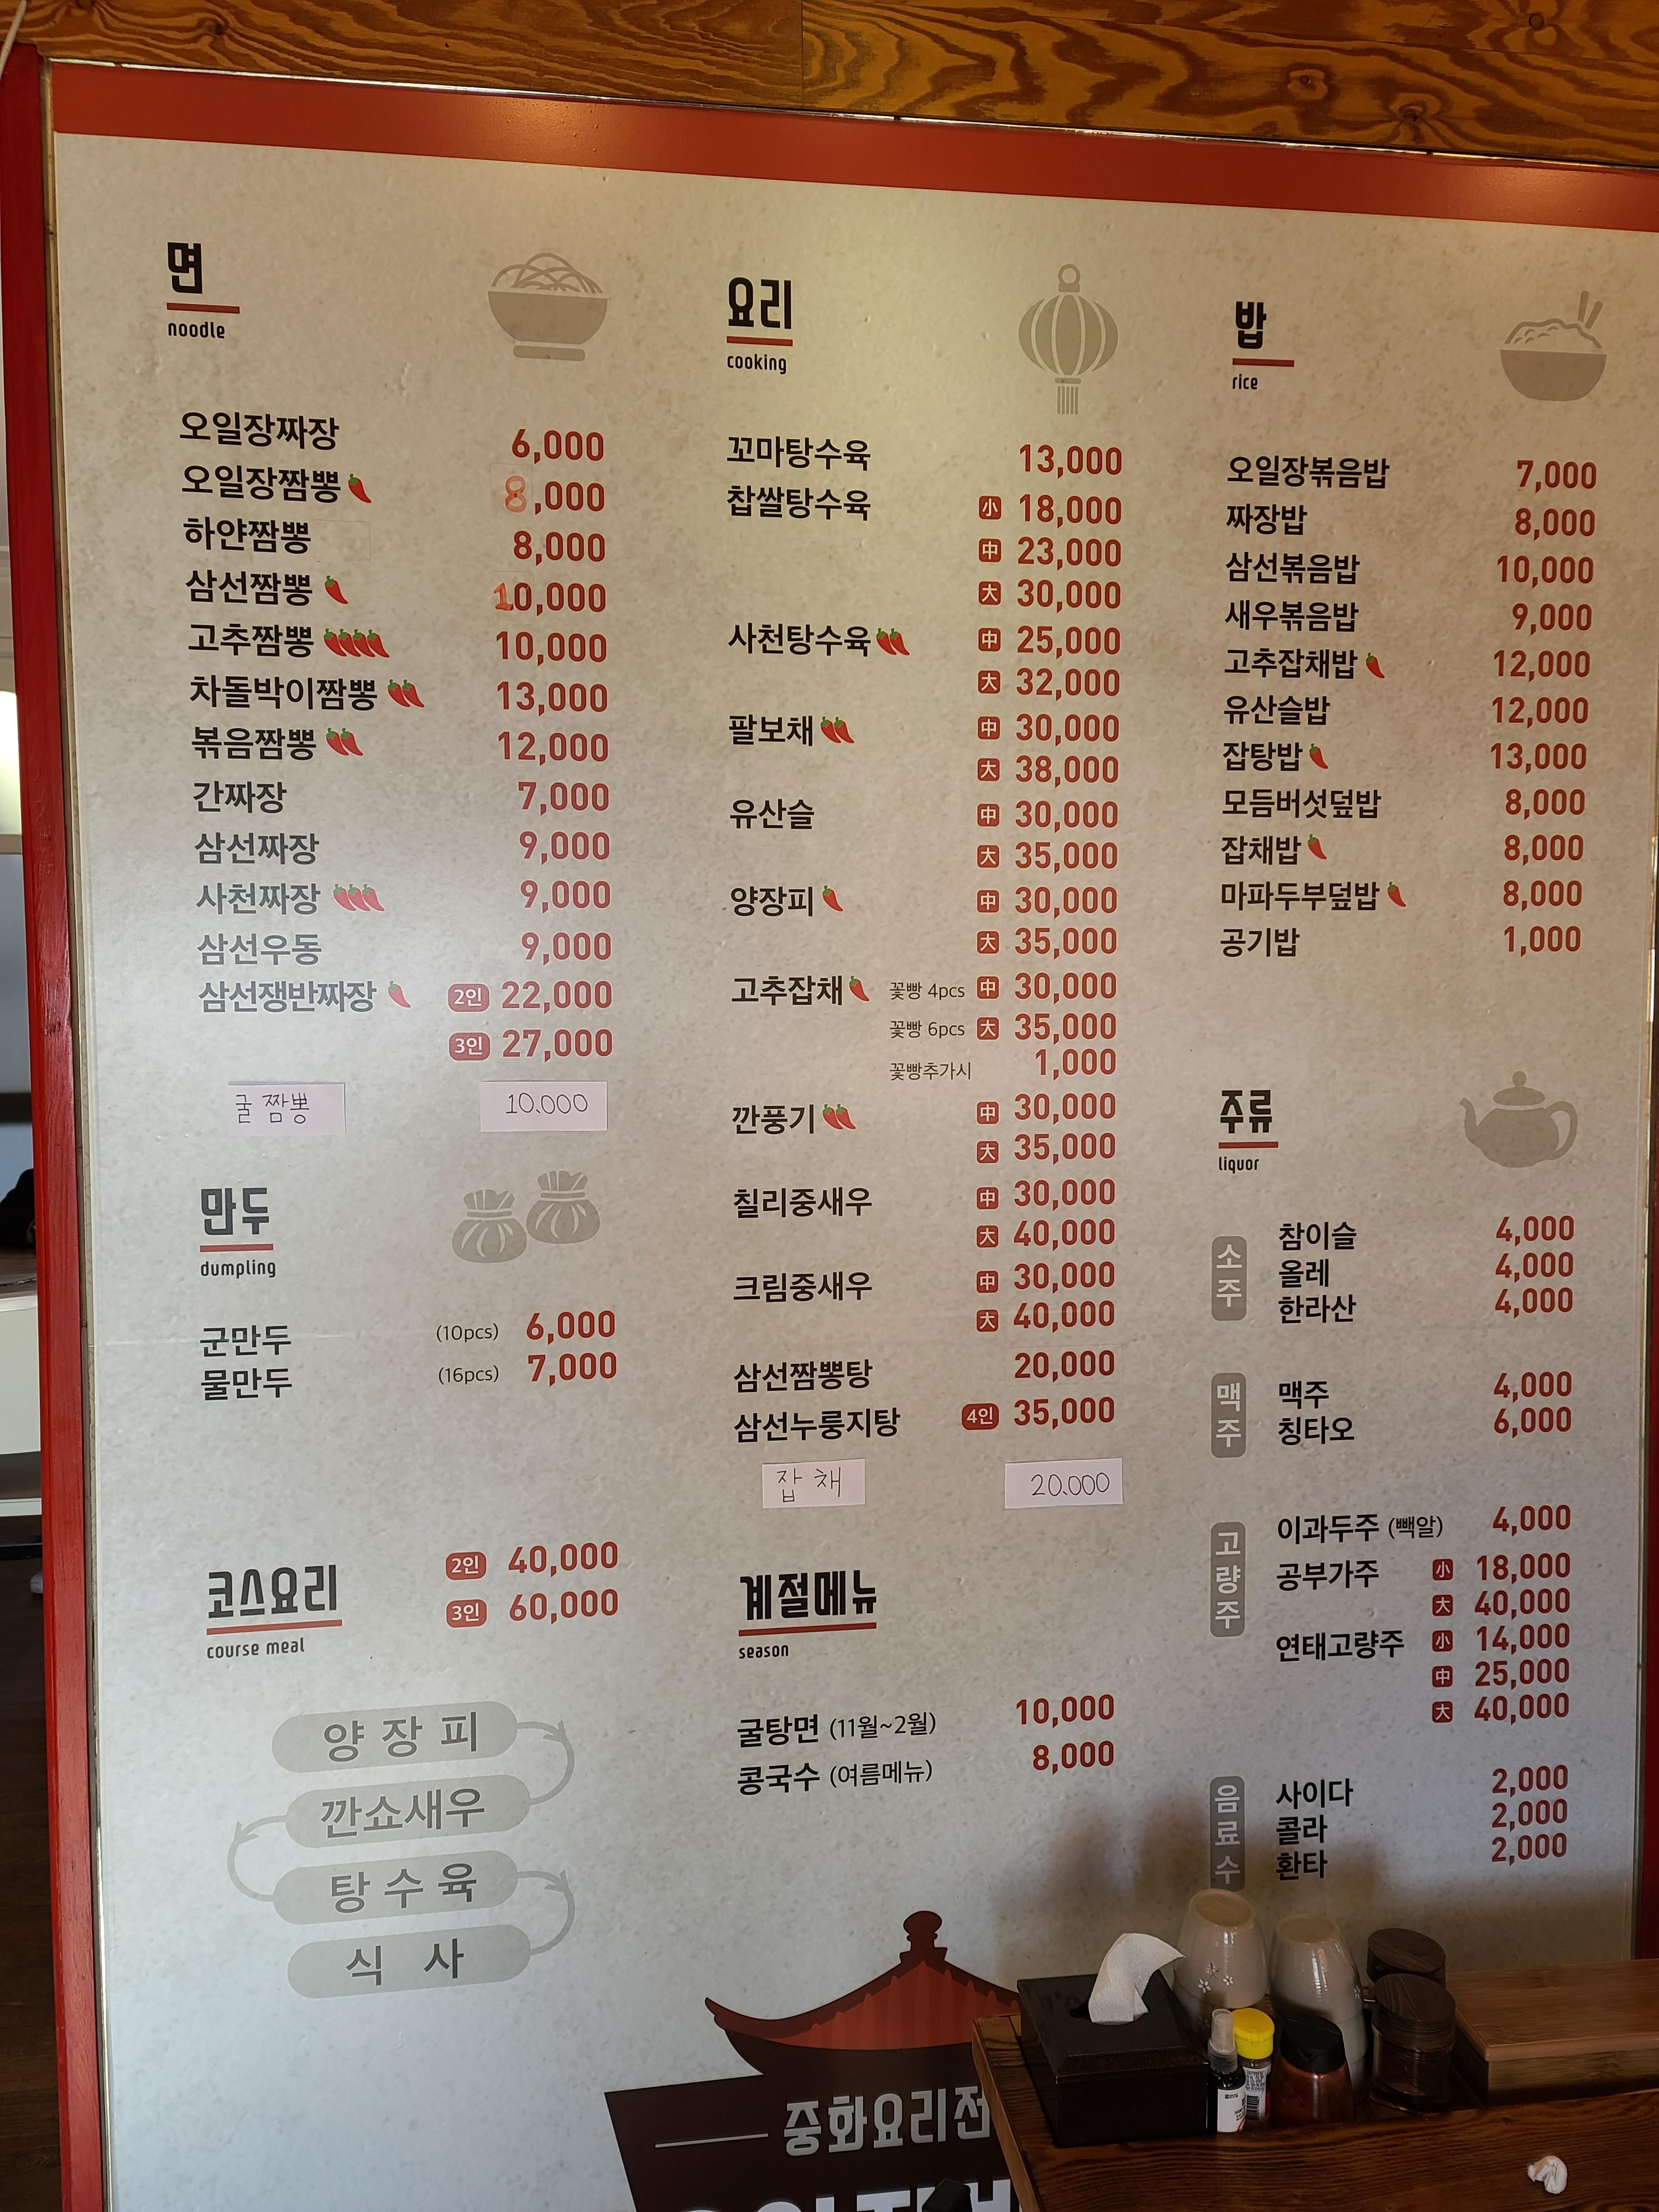 면
noodle
오일장짜장 6,000
오일장짬뽕 8,000
하얀짬뽕 8,000
삼선짬뽕 10,000
고추짬뽕 10,000
차돌박이짬뽕 13,000
볶음짬뽕 12,000
간짜장 7,000
삼선짜장 9,000
사천짜장 9,000
삼선우동 9,000
삼선쟁반짜장 2인 22,000
3인 27,000
굴짬뽕 10,000
만두
dumpling
군만두 (10pcs) 6,000
물만두 (16pcs) 7,000
코스요리 2인 40,000
3인 60,000
course meal
양장피
깐쇼새우
탕수육
식사
요리
cooking
꼬마탕수육 13,000
찹쌀탕수육 小 18,000
中 23,000
大 30,000
사천탕수육 中 25,000
大 32,000
팔보채 中 30,000
大 38,000
유산슬 中 30,000
大 35,000
양장피 中 30,000
大 35,000
고추잡채 꽃빵 4pcs 中 30,000
꽃빵 6pcs 大 35,000
꽃빵추가시 1,000
깐풍기 中 30,000
大 35,000
칠리중새우 中 30,000
大 40,000
크림중새우 中 30,000
大 40,000
삼선짬뽕탕 20,000
삼선누룽지탕 4인 35,000
잡채 20,000
계절메뉴
season
굴탕면 (11월~2월) 10,000
콩국수 (여름메뉴) 8,000
밥
rice
오일장볶음밥 7,000
짜장밥 8,000
삼선볶음밥 10,000
새우볶음밥 9,000
고추잡채밥 12,000
유산슬밥 12,000
잡탕밥 13,000
모듬버섯덮밥 8,000
잡채밥 8,000
마파두부덮밥 8,000
공기밥 1,000
주류
liquor
소주
참이슬 4,000
올레 4,000
한라산 4,000
맥주
맥주 4,000
칭타오 6,000
고량주
이과두주 (빽알) 4,000
공부가주 小 18,000
大 40,000
연태고량주 小 14,000
中 25,000
大 40,000
음료수
사이다 2,000
콜라 2,000
환타 2,000
중화요리전